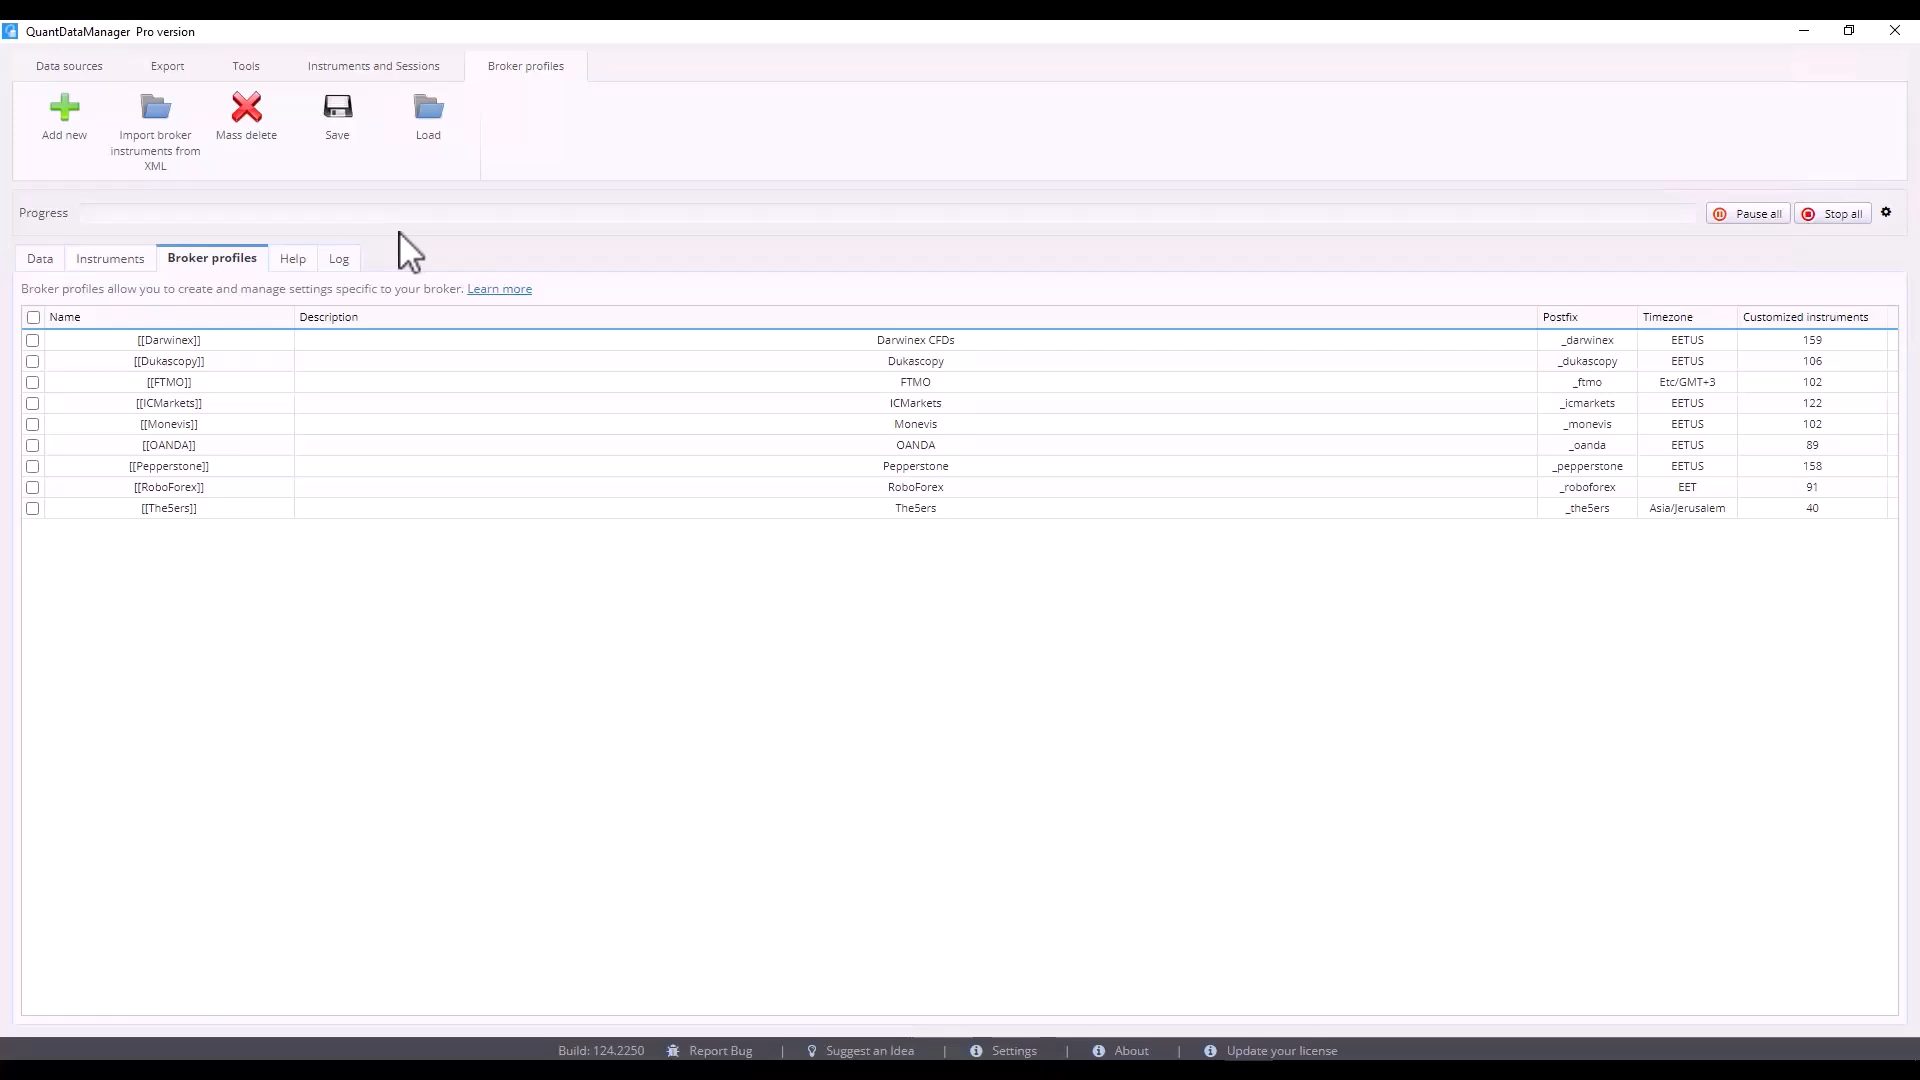 QuantDataManager Pro version
Data sources Export Tools Instruments and Sessions Broker profiles
Add new Import broker Mass delete Save Load
instruments from
XML
Progress Pause all Stop all
Data Instruments Broker profiles Help Log
Broker profiles allow you to create and manage settings specific to your broker. Learn more
Name Description Postfix Timezone Customized instruments
[[Darwinex]] Darwinex CFDs _darwinex EETUS 159
[[Dukascopy]] Dukascopy _dukascopy EETUS 106
[[FTMO]] FTMO _ftmo Etc/GMT+3 102
[[ICMarkets]] ICMarkets _icmarkets EETUS 122
[[Monevis]] Monevis _monevis EETUS 102
[[OANDA]] OANDA _oanda EETUS 89
[[Pepperstone]] Pepperstone _pepperstone EETUS 158
[[RoboForex]] RoboForex _roboforex EET 91
[[The5ers]] The5ers _the5ers Asia/Jerusalem 40
Build: 124.2250 Report Bug | Suggest an Idea | Settings | About | Update your license